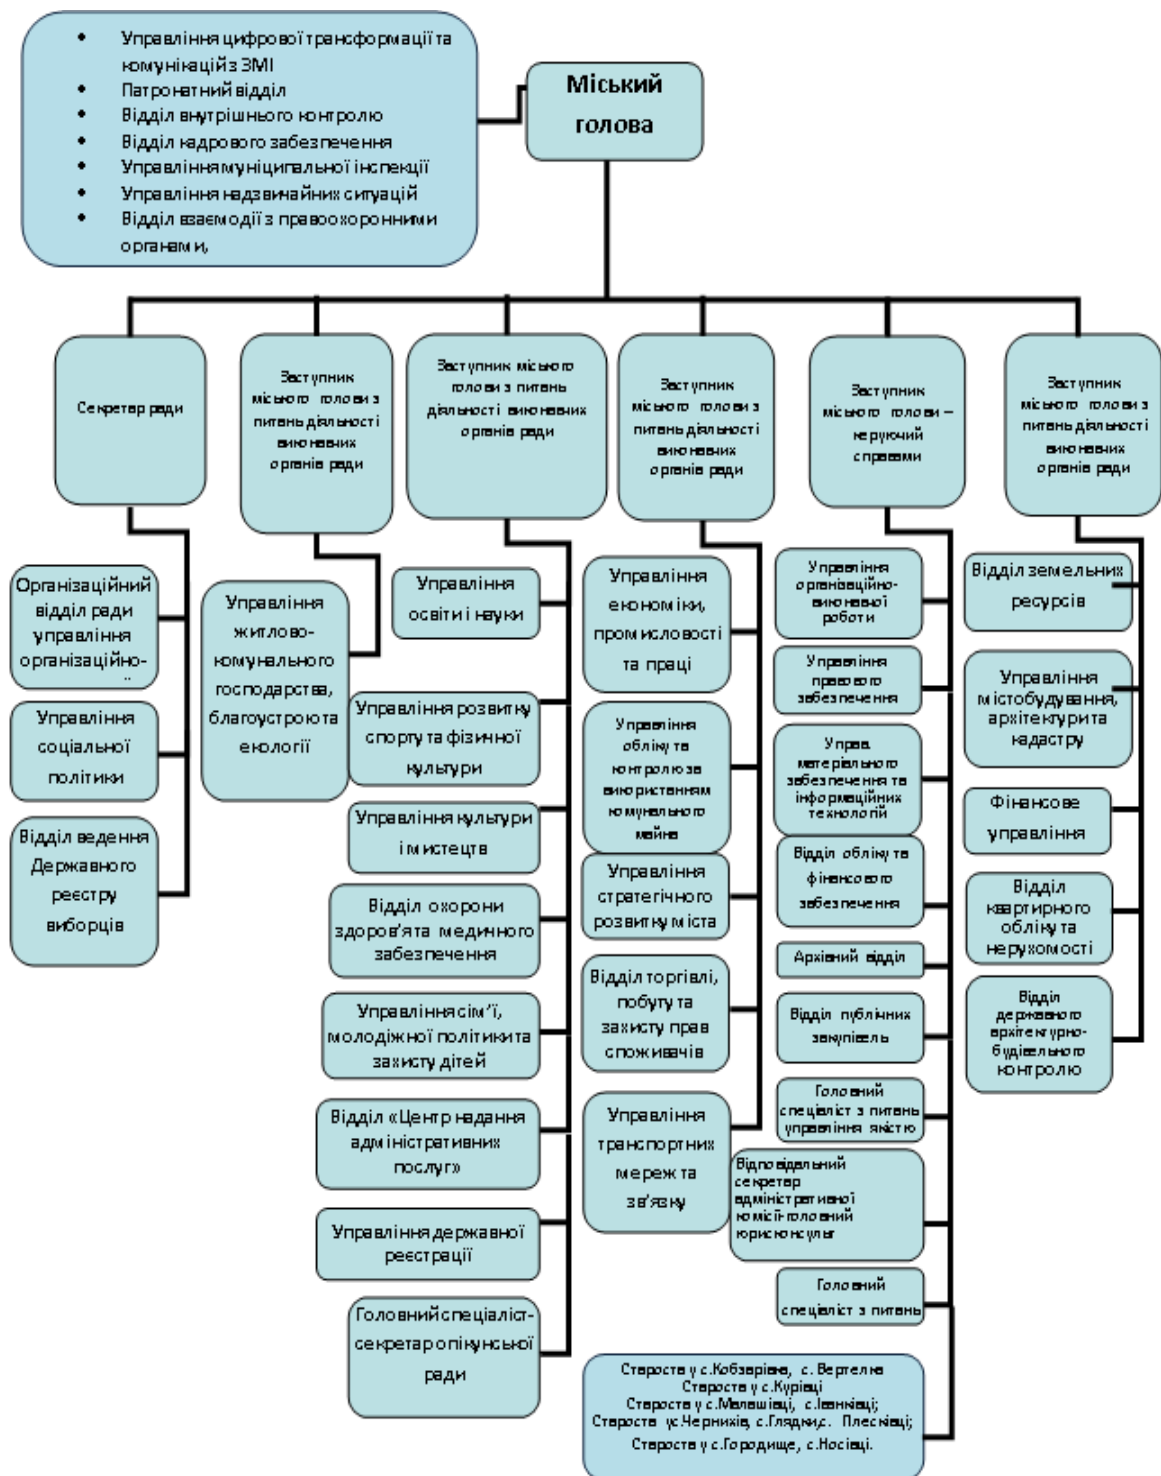 Управління цифрової трансформації та
комунікацій з ЗМІ
Патронатний відділ
Відділ внутрішнього контролю
Відділ кадрового забезпечення
Управління муніципальної інспекції
Управління надзвичайних ситуацій
Відділ взаємодії з правоохоронними
органами,
Міський
голова
Секретар ради
Заступник
міського голови з
питань діяльності
виконавчих
органів ради
Заступник міського
голови з питань
діяльності виконавчих
органів ради
Заступник
міського голови з
питань діяльності
виконавчих
органів ради
Заступник
міського голови –
керуючий
справами
Заступник
міського голови з
питань діяльності
виконавчих
органів ради
Організаційний
відділ ради
управління
організаційно-
Управління
соціальної
політики
Відділ ведення
Державного
реєстру
виборців
Управління
житлово-
комунального
господарства,
благоустрою та
екології
Управління
освіти і науки
Управління розвитку
спорту та фізичної
культури
Управління культури
і мистецтв
Відділ охорони
здоров'я та медичного
забезпечення
Управління сім'ї,
молодіжної політики та
захисту дітей
Відділ «Центр надання
адміністративних
послуг»
Управління державної
реєстрації
Головний спеціаліст-
секретар опікунської
ради
Управління
економіки,
промисловості
та праці
Управління
обліку та
контролю за
використанням
комунального
майна
Управління
стратегічного
розвитку міста
Відділ торгівлі,
побуту та
захисту прав
споживачів
Управління
транспортних
мереж та
зв'язку
Управління
організаційно-
виконавчої
роботи
Управління
правового
забезпечення
Управ.
матеріального
забезпечення та
інформаційних
технологій
Відділ обліку та
фінансового
забезпечення
Архівний відділ
Відділ публічних
закупівель
Головний
спеціаліст з питань
управління якістю
Відповідальний
секретар
адміністративної
комісії-головний
юрисконсульт
Головний
спеціаліст з питань
Староста у с.Кобзарівка, с. Вертелка
Староста у с.Курівці
Староста у с.Малашівці, с.Іванківці;
Староста ус.Чернихів, с.Глядки,с. Плесківці;
Староста у с.Городище, с.Носівці.
Відділ земельних
ресурсів
Управління
містобудування,
архітектури та
кадастру
Фінансове
управління
Відділ
квартирного
обліку та
нерухомості
Відділ
державного
архітектурно-
будівельного
контролю